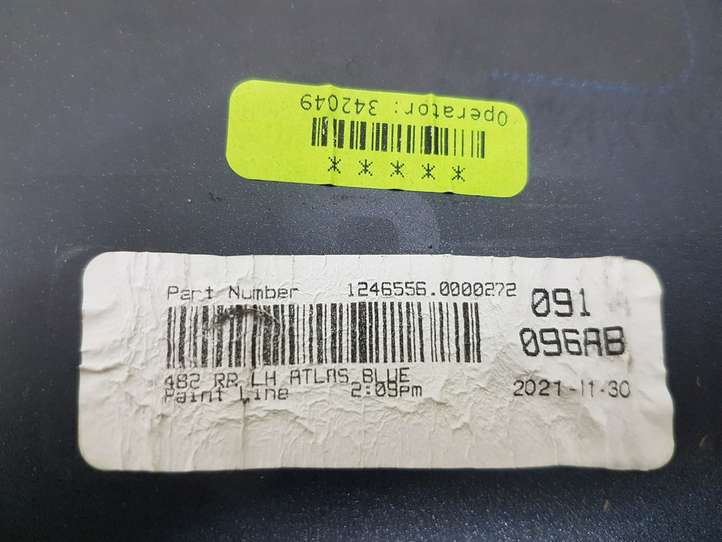 Operator: 342049
*****
Part Number 1246556.0000272
091
096AB
482 RR LH ATLAS BLUE
Paint Line 2:09pm 2021-11-30